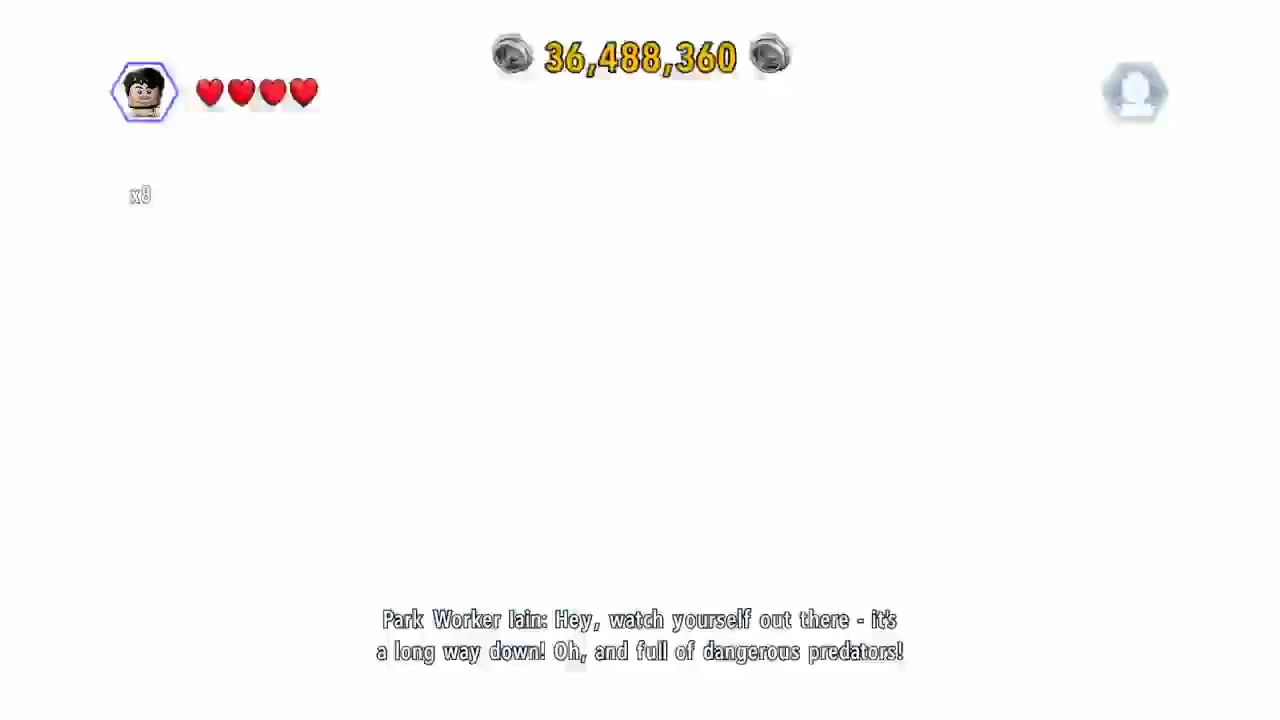 36,488,360
x8
Park Worker Iain: Hey, watch yourself out there - it's
a long way down! Oh, and full of dangerous predators!